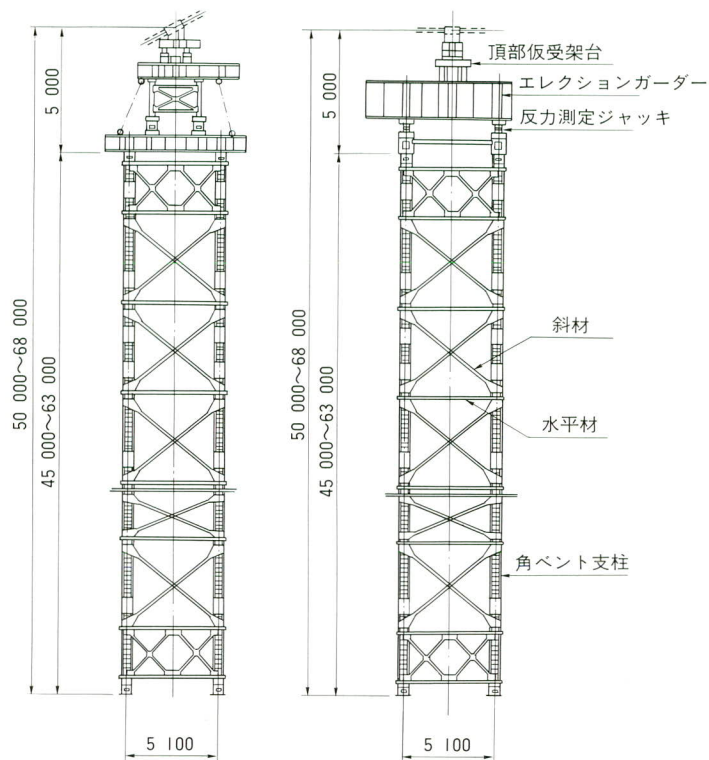 5 000
50 000〜68 000
45 000〜63 000
5 100
頂部仮受架台
エレクションガーダー
反力測定ジャッキ
5 000
斜材
水平材
50 000〜68 000
45 000〜63 000
角ベント支柱
5 100